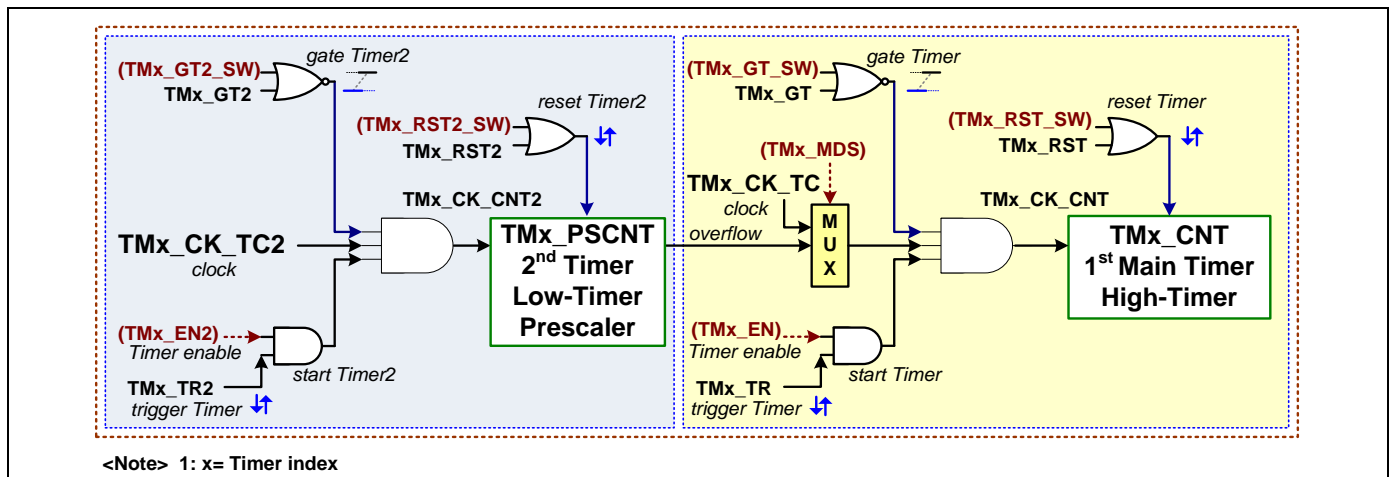 gate Timer2
(TMx_GT2_SW)
TMx_GT2
reset Timer2
(TMx_RST2_SW)
TMx_RST2
TMx_CK_CNT2
TMx_CK_TC2
clock
TMx_PSCNT
2nd Timer
Low-Timer
Prescaler
(TMx_EN2)
Timer enable
start Timer2
TMx_TR2
trigger Timer
gate Timer
(TMx_GT_SW)
TMx_GT
reset Timer
(TMx_RST_SW)
TMx_RST
(TMx_MDS)
TMx_CK_TC
clock
overflow
M
U
X
TMx_CK_CNT
TMx_CNT
1st Main Timer
High-Timer
(TMx_EN)
Timer enable
start Timer
TMx_TR
trigger Timer
<Note> 1: x= Timer index